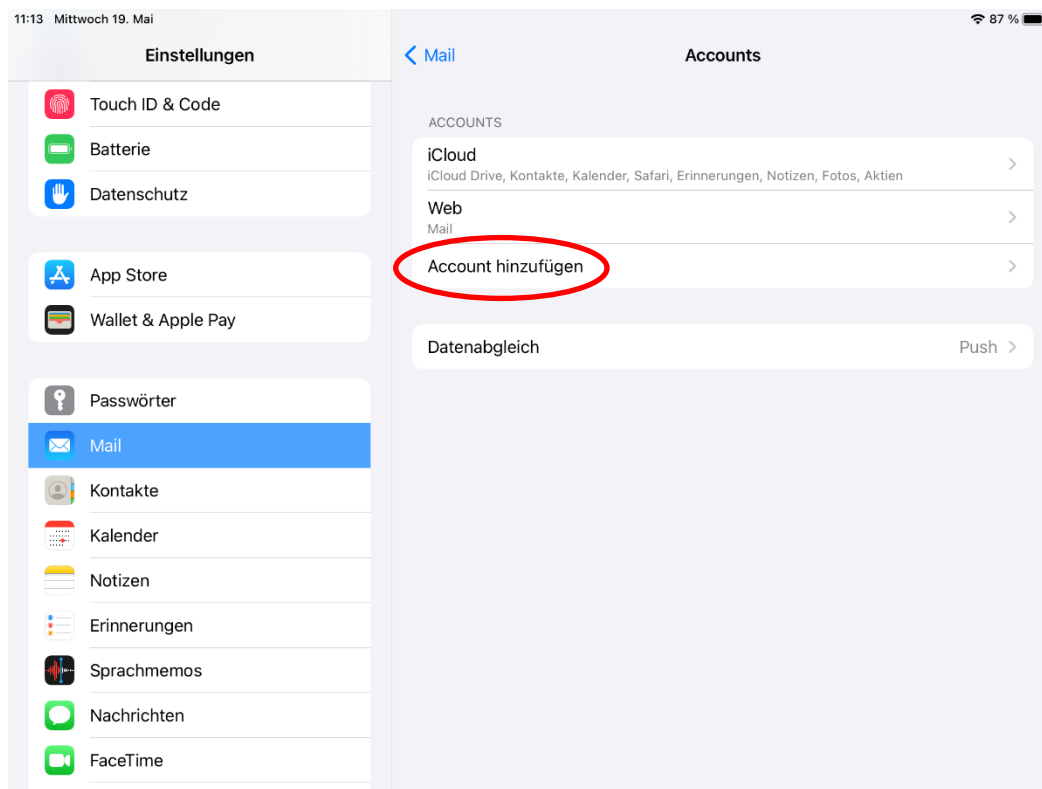 11:13 Mittwoch 19. Mai
87 %
Einstellungen
Touch ID & Code
Batterie
Datenschutz
App Store
Wallet & Apple Pay
Passwörter
Mail
Kontakte
Kalender
Notizen
Erinnerungen
Sprachmemos
Nachrichten
FaceTime
Mail
Accounts
ACCOUNTS
iCloud
iCloud Drive, Kontakte, Kalender, Safari, Erinnerungen, Notizen, Fotos, Aktien
Web
Mail
Account hinzufügen
Datenabgleich Push